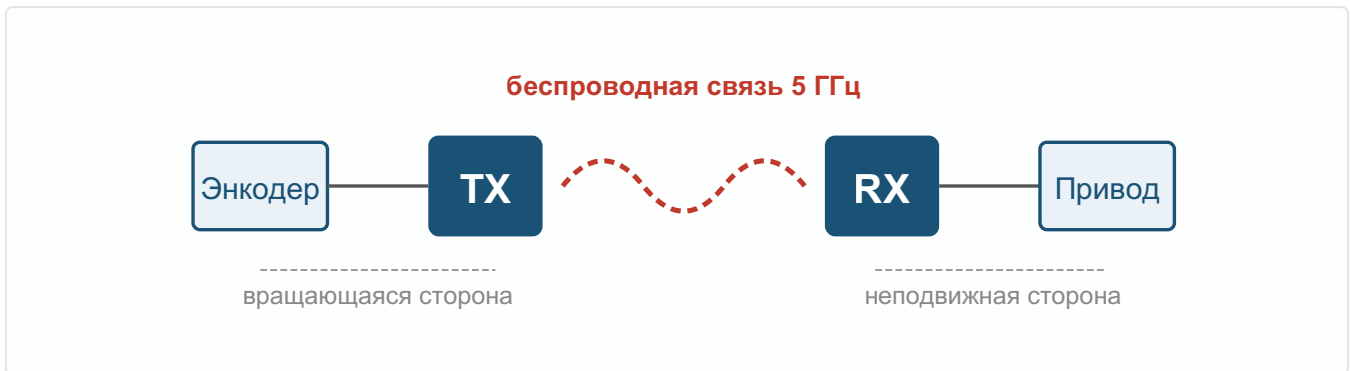 беспроводная связь 5 ГГц
Энкодер
TX
RX
Привод
вращающаяся сторона
неподвижная сторона